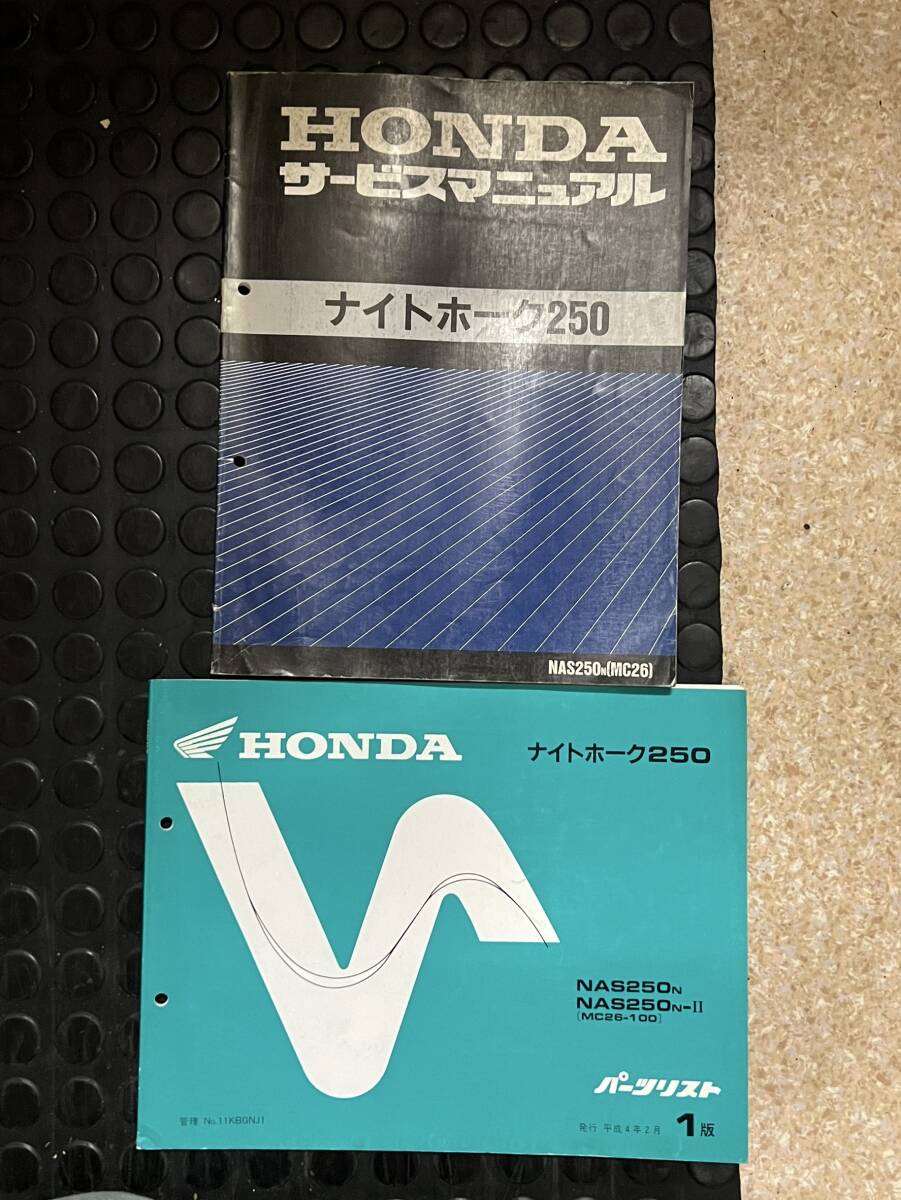 HONDA
サービスマニュアル
ナイトホーク250
NAS250N(MC26)
HONDA
ナイトホーク250
NAS250N
NAS250N-II
(MC26-100)
パーツリスト
管理 No.11KBGNJ1
発行 平成4年2月 1版